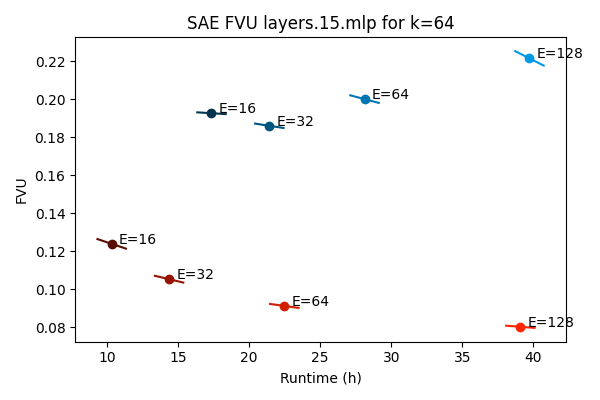 SAE FVU layers.15.mlp for k=64
FVU
0.22
0.20
0.18
0.16
0.14
0.12
0.10
0.08
E=128
E=64
E=16
E=32
E=16
E=32
E=64
E=128
10
15
20
25
30
35
40
Runtime (h)